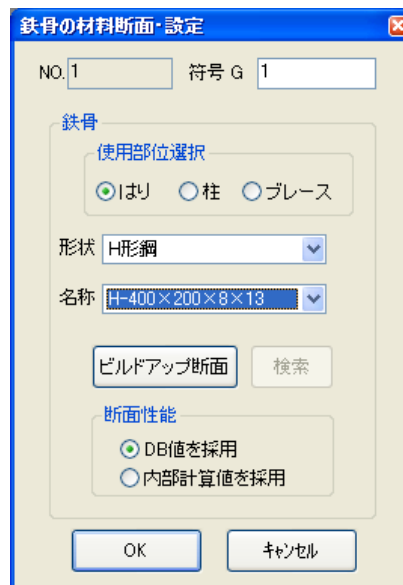 鉄骨の材料断面・設定
NO. 1 符号 G 1
鉄骨
使用部位選択
はり 柱 ブレース
形状 H形鋼
名称 H-400×200×8×13
ビルドアップ断面 検索
断面性能
DB値を採用
内部計算値を採用
OK キャンセル